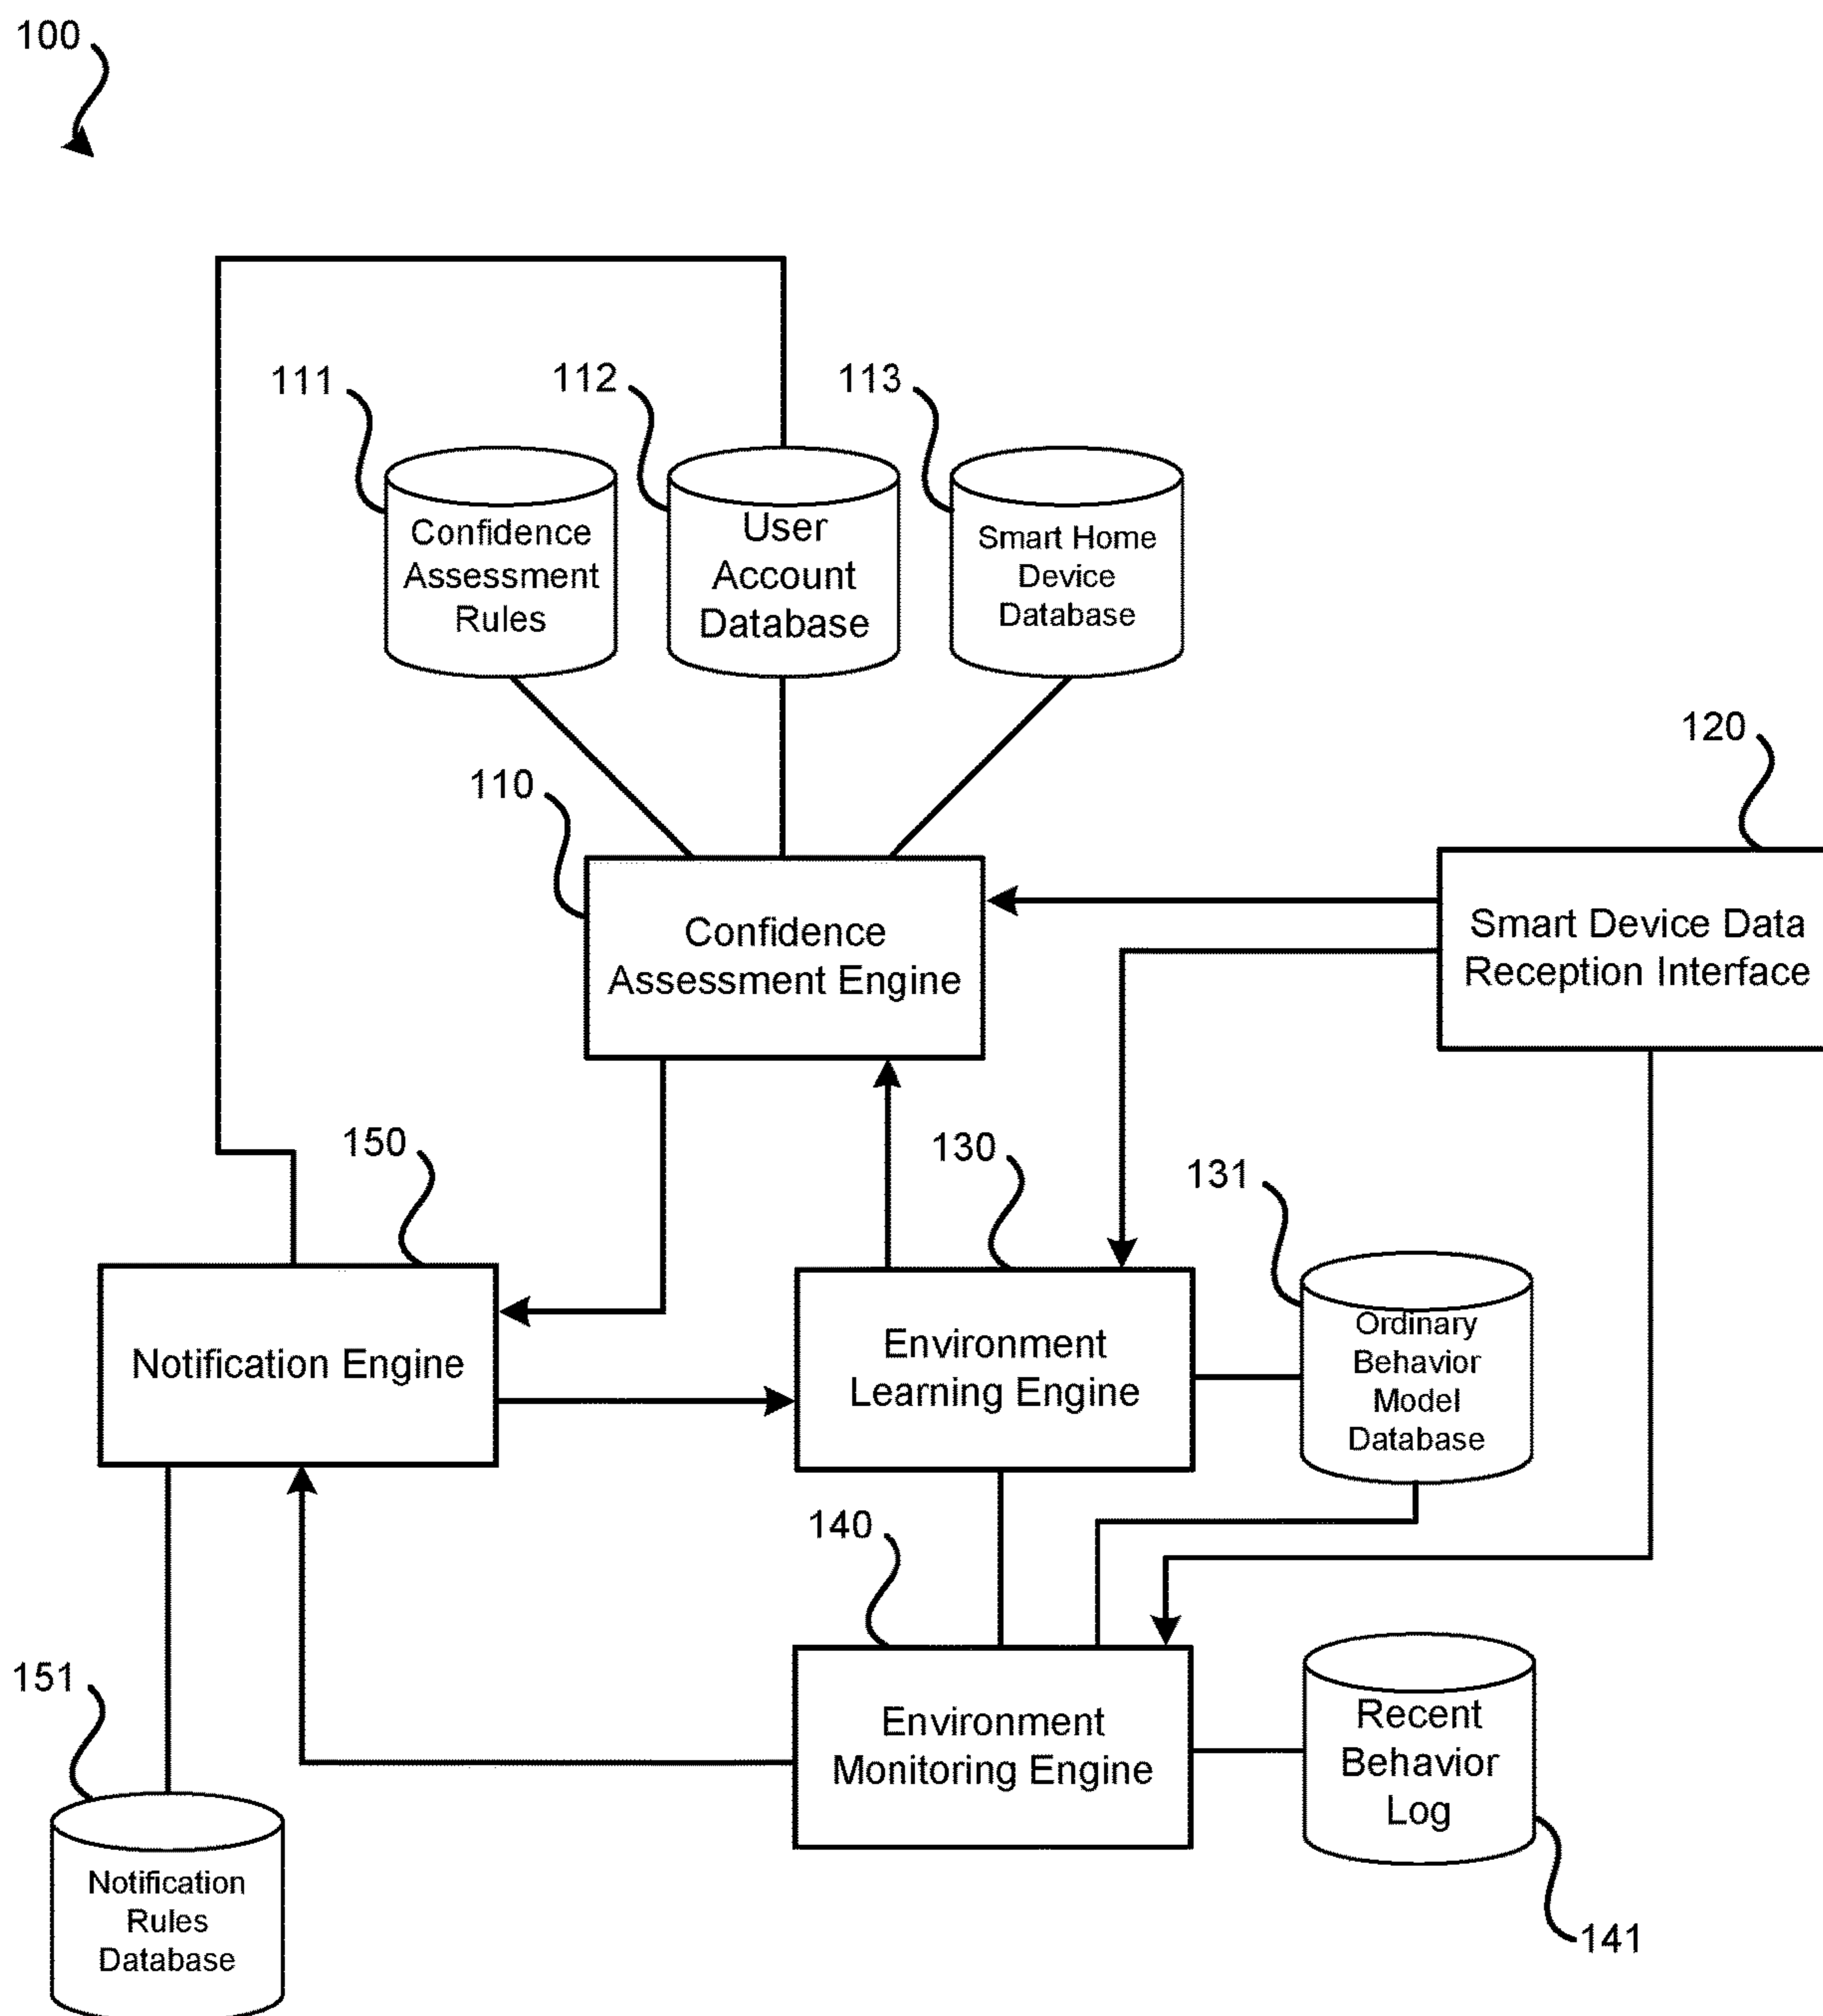 100
111
112
113
Confidence
Assessment
Rules
User
Account
Database
Smart Home
Device
Database
120
110
Confidence
Assessment Engine
Smart Device Data
Reception Interface
150
130
131
Notification Engine
Environment
Learning Engine
Ordinary
Behavior
Model
Database
140
151
Environment
Monitoring Engine
Recent
Behavior
Log
Notification
Rules
Database
141